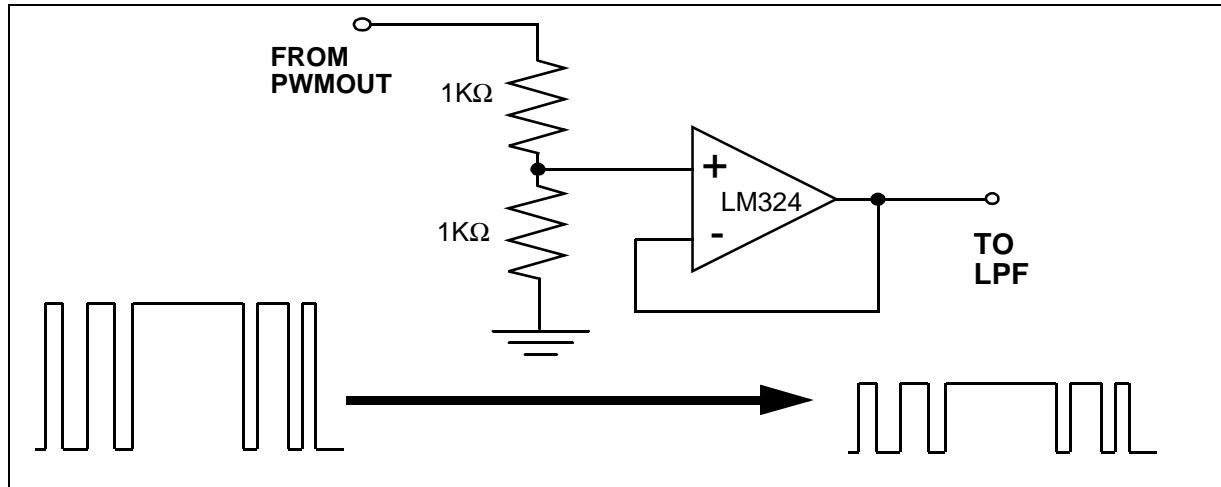 FROM
PWMOUT
1KΩ
+
LM324
1KΩ
-
TO
LPF